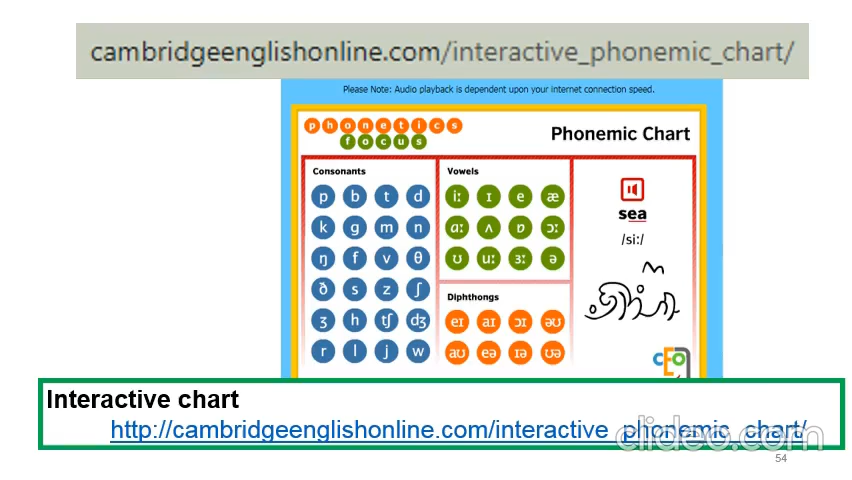 cambridgeenglishonline.com/interactive_phonemic_chart/
Please Note: Audio playback is dependent upon your internet connection speed.
phonetics
focus
Phonemic Chart
Consonants
p b t d
k g m n
ŋ f v θ
ð s z ʃ
ʒ h tʃ dʒ
r l j w
Vowels
iː ɪ e æ
ɑː ʌ ɒ ɔː
ʊ uː ɜː ə
Diphthongs
eɪ aɪ ɔɪ əʊ
aʊ eə ɪə ʊə
sea
/siː/
CEO
Interactive chart
http://cambridgeenglishonline.com/interactive_phonemic_chart/
clideo.com
54